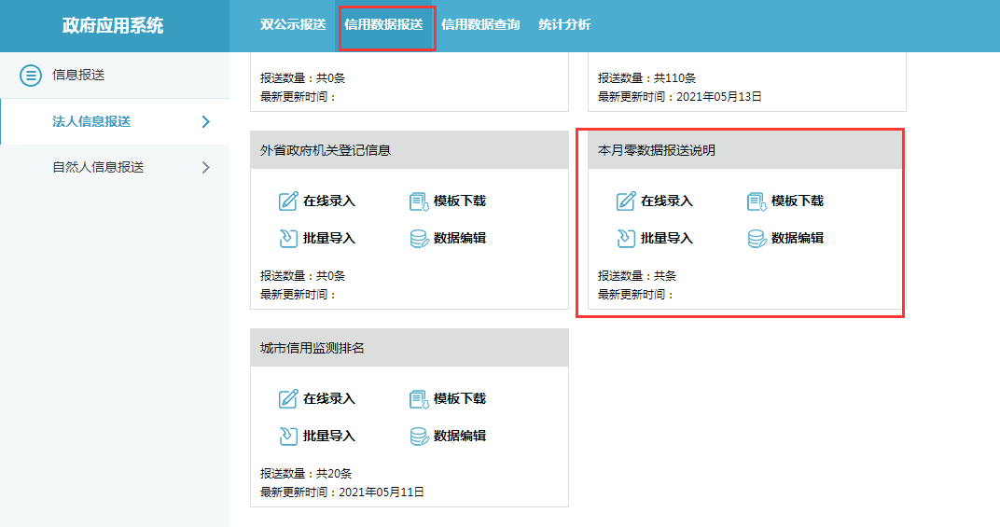 政府应用系统
双公示报送 信用数据报送 信用数据查询 统计分析
信息报送
法人信息报送
自然人信息报送
报送数量：共0条
最新更新时间：
报送数量：共110条
最新更新时间：2021年05月13日
外省政府机关登记信息
在线录入 模板下载
批量导入 数据编辑
报送数量：共0条
最新更新时间：
本月零数据报送说明
在线录入 模板下载
批量导入 数据编辑
报送数量：共条
最新更新时间：
城市信用监测排名
在线录入 模板下载
批量导入 数据编辑
报送数量：共20条
最新更新时间：2021年05月11日